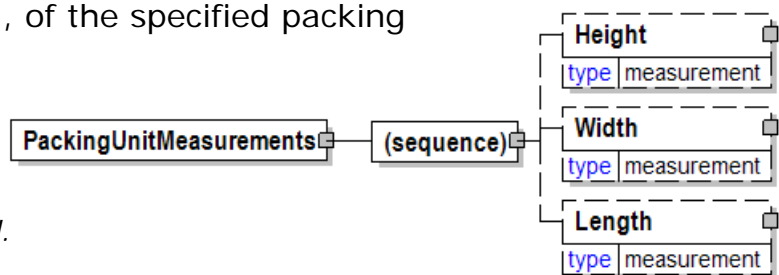 , of the specified packing
Height
type measurement
PackingUnitMeasurements (sequence) Width
type measurement
Length
type measurement